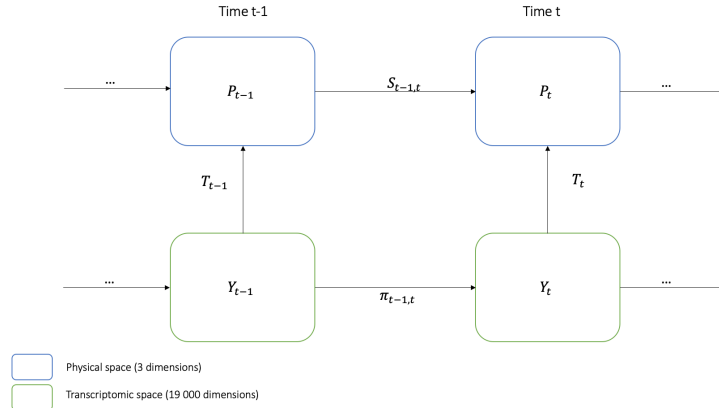 Time t-1 Time t
... S_{t-1,t} ...
P_{t-1} P_t
T_{t-1} T_t
... ...
Y_{t-1} π_{t-1,t} Y_t
Physical space (3 dimensions)
Transcriptomic space (19 000 dimensions)